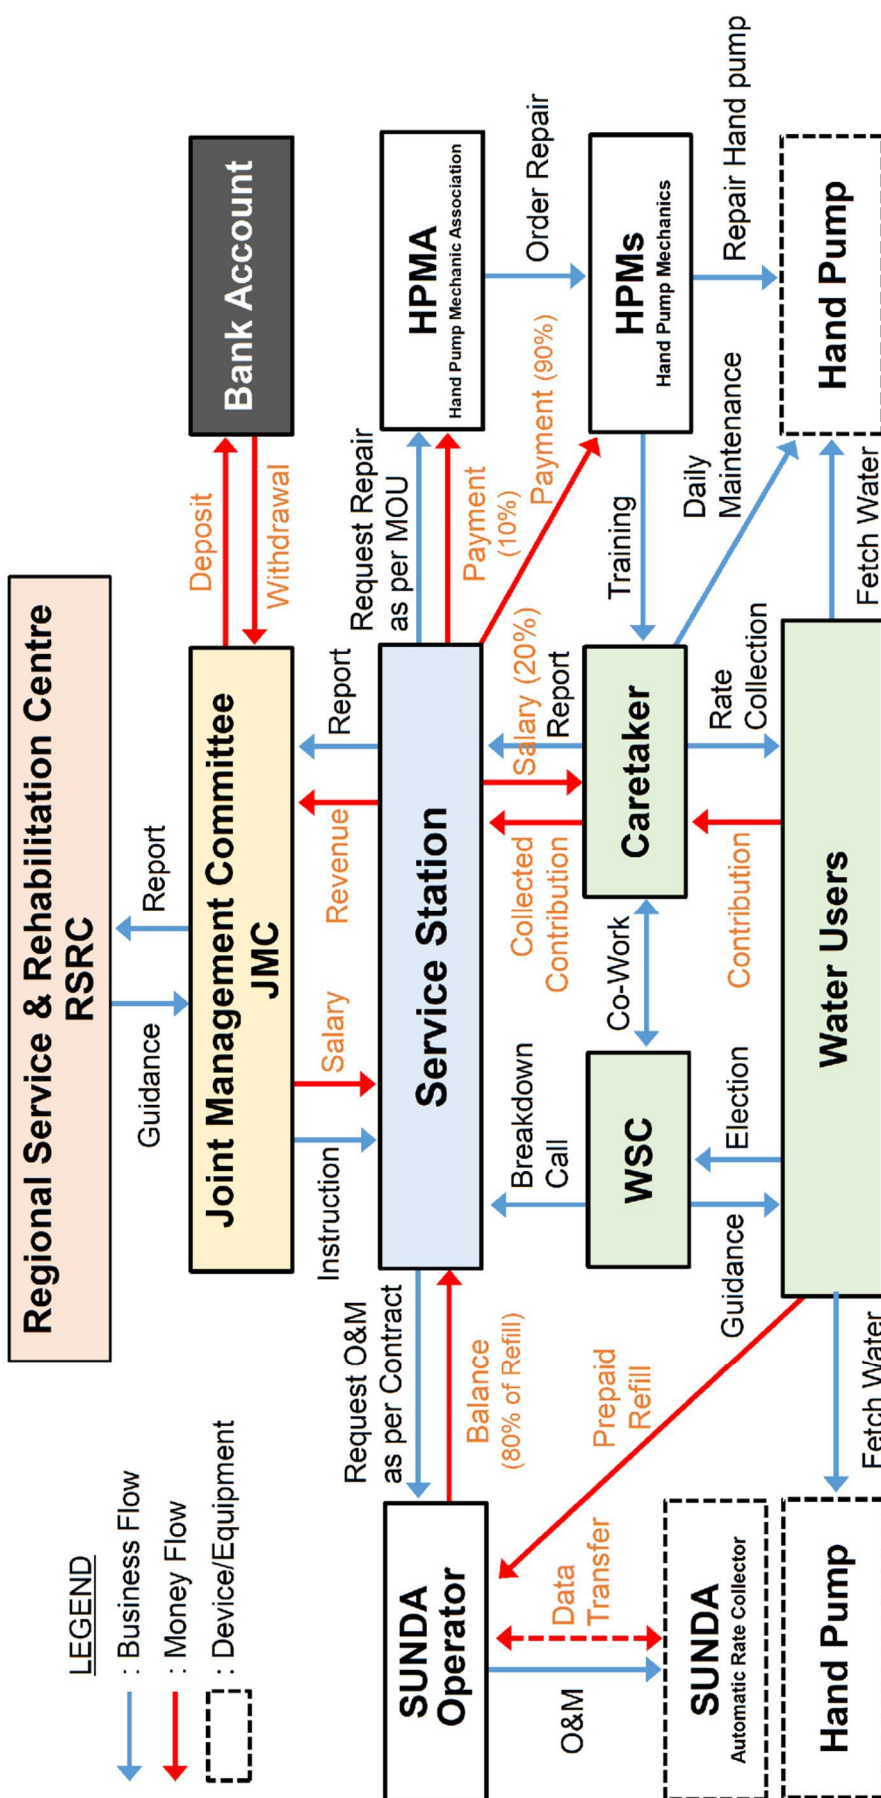 LEGEND
: Business Flow
: Money Flow
: Device/Equipment
Regional Service & Rehabilitation Centre
RSRC
Guidance
Report
Joint Management Committee
JMC
Deposit
Withdrawal
Bank Account
Instruction
Salary
Revenue
Report
SUNDA
Operator
Request O&M
as per Contract
Balance
(80% of Refill)
Service Station
Request Repair
as per MOU
Payment
(10%)
HPMA
Hand Pump Mechanic Association
Payment (90%)
Order Repair
Breakdown
Call
Collected
Contribution
Salary (20%)
Report
Prepaid
Refill
Data
Transfer
O&M
WSC
Co-Work
Caretaker
Training
HPMs
Hand Pump Mechanics
SUNDA
Automatic Rate Collector
Guidance
Election
Contribution
Rate
Collection
Daily
Maintenance
Repair Hand pump
Hand Pump
Fetch Water
Water Users
Fetch Water
Hand Pump